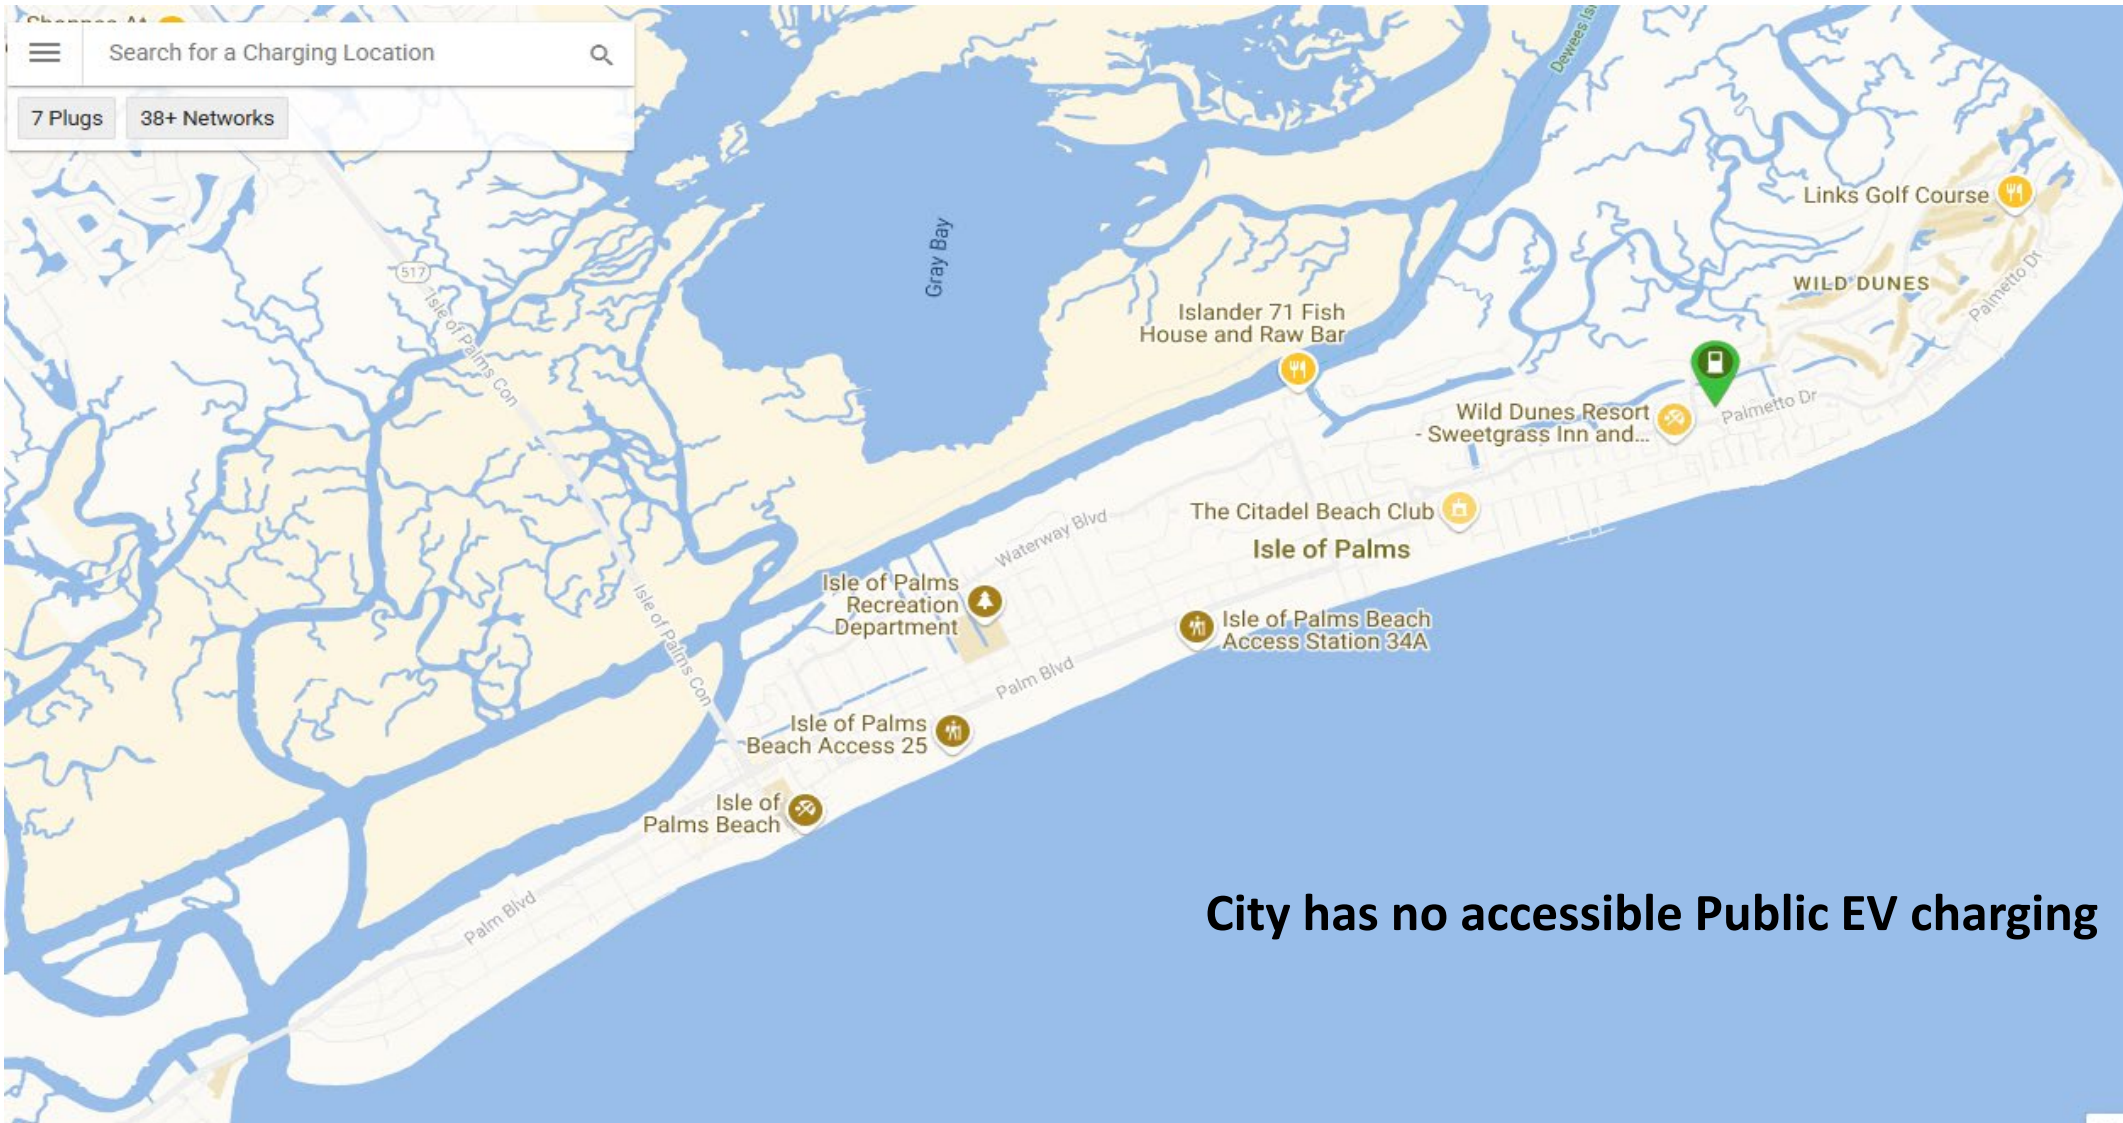 Search for a Charging Location
7 Plugs
38+ Networks
Dewees Isl
Gray Bay
Links Golf Course
517
Isle of Palms Con
WILD DUNES
Palmetto Dr
Islander 71 Fish
House and Raw Bar
Wild Dunes Resort
- Sweetgrass Inn and...
Palmetto Dr
The Citadel Beach Club
Isle of Palms
Waterway Blvd
Isle of Palms
Recreation
Department
Isle of Palms Con
Isle of Palms Beach
Access Station 34A
Palm Blvd
Isle of Palms
Beach Access 25
Isle of
Palms Beach
Palm Blvd
City has no accessible Public EV charging